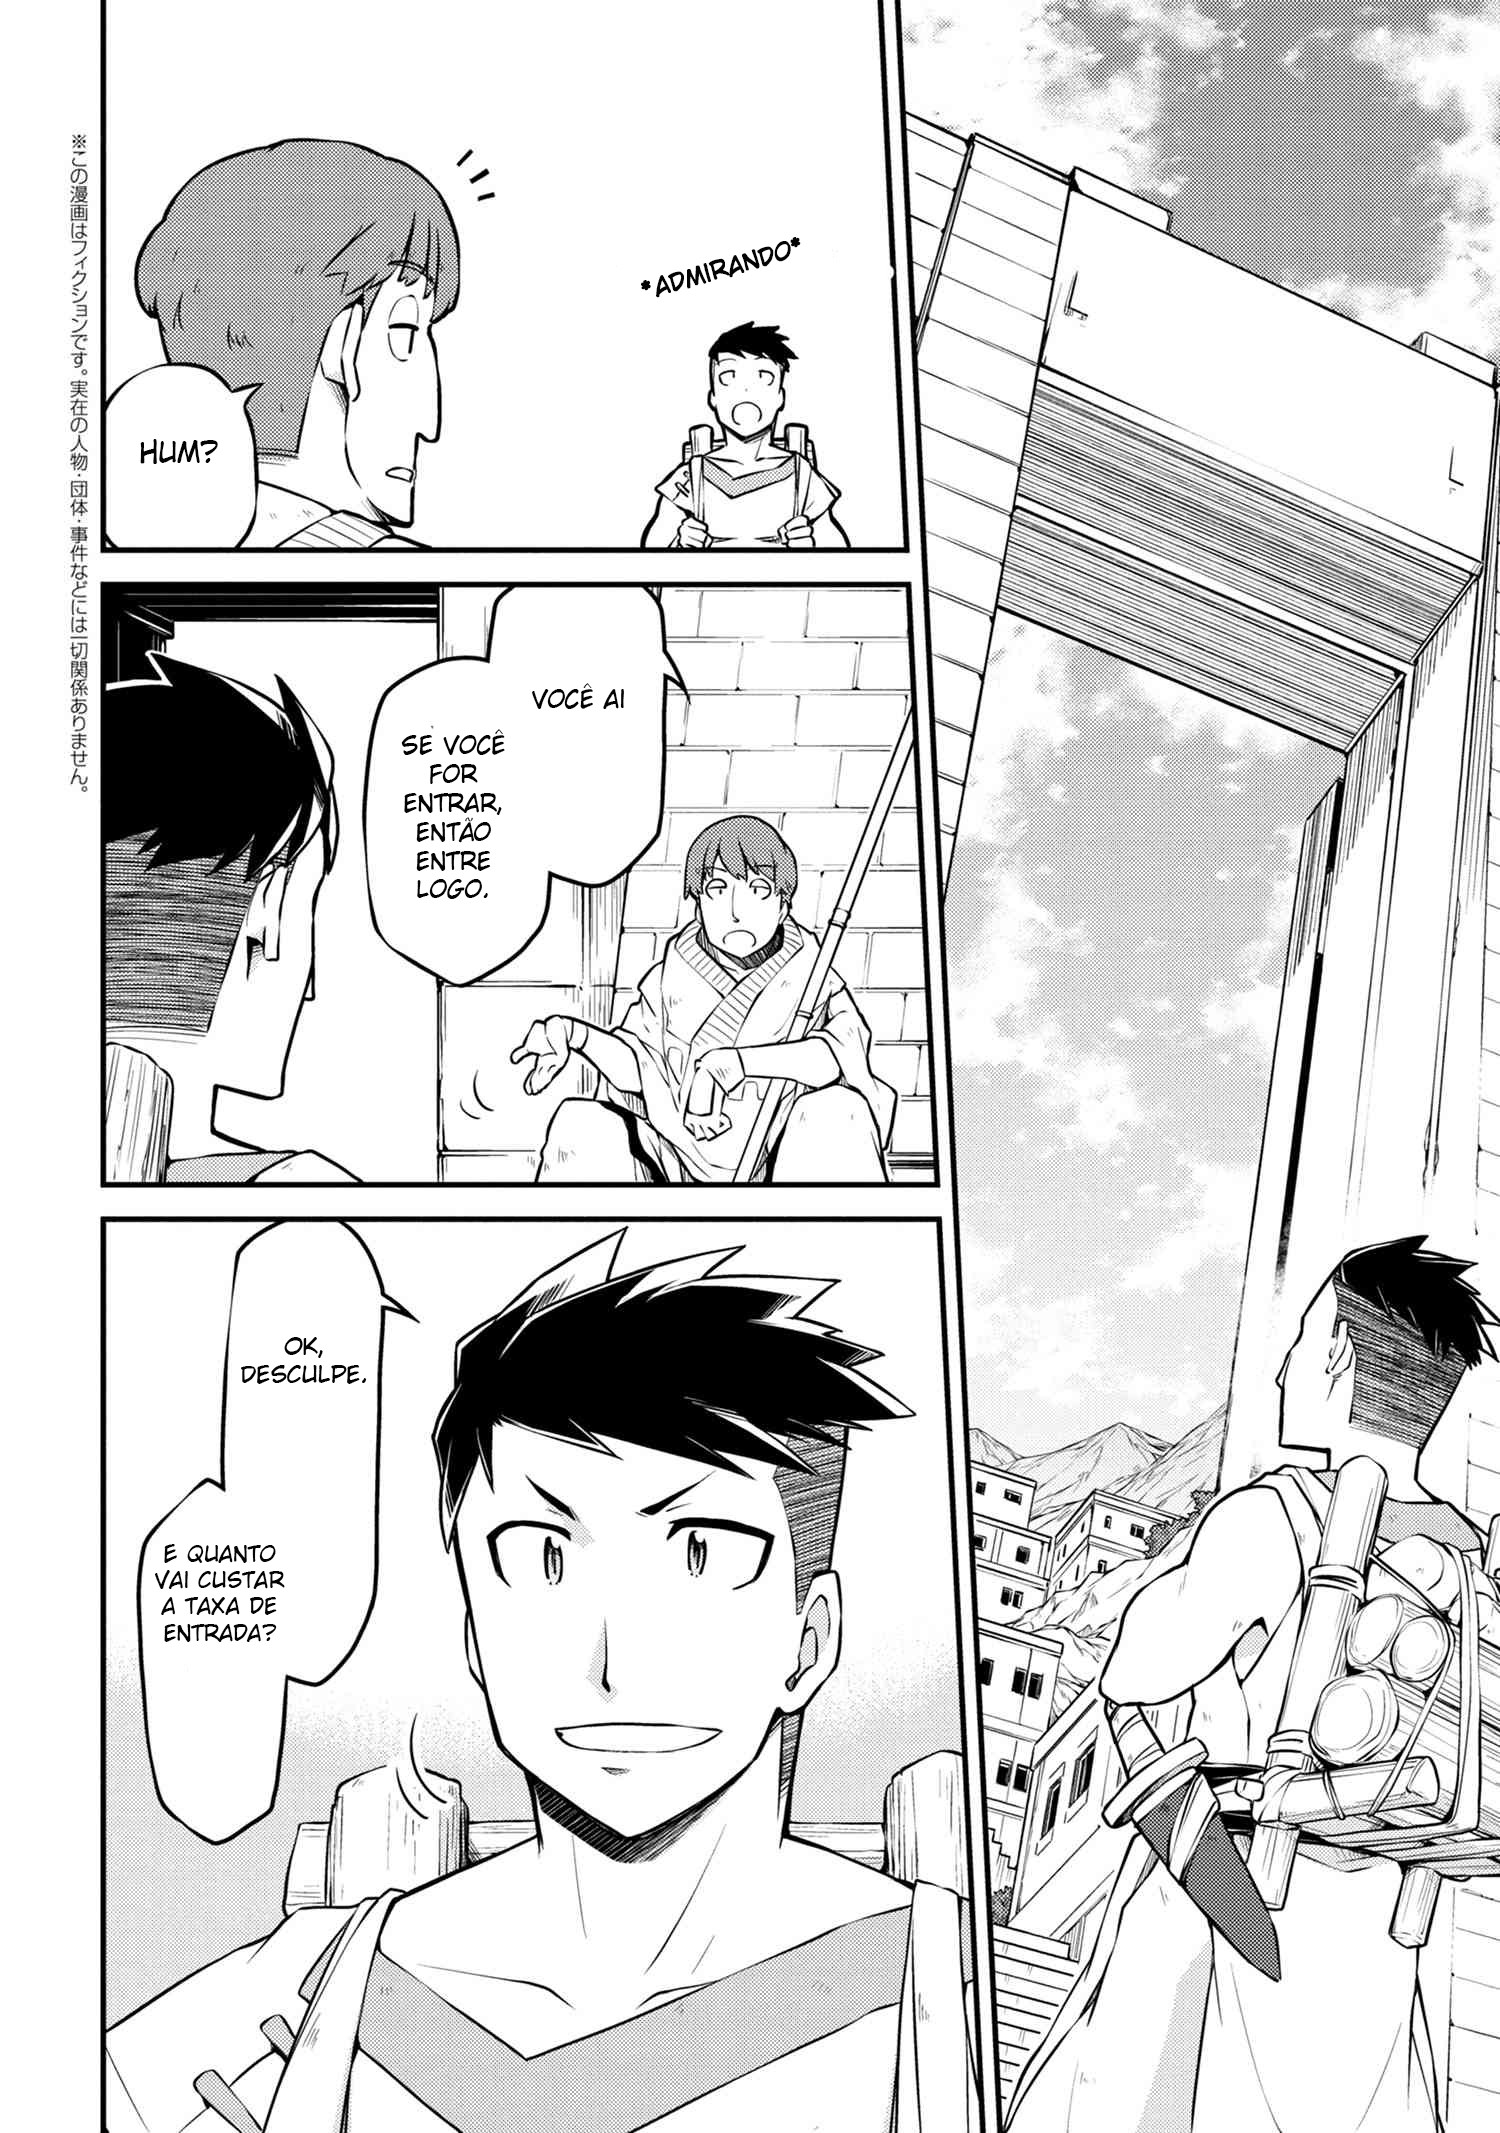 ※この漫画はフィクションです。実在の人物・団体・事件などには一切関係ありません。
*ADMIRANDO*
HUM?
VOCÊ AI
SE VOCÊ
FOR
ENTRAR,
ENTÃO
ENTRE
LOGO.
OK,
DESCULPE.
E QUANTO
VAI CUSTAR
A TAXA DE
ENTRADA?